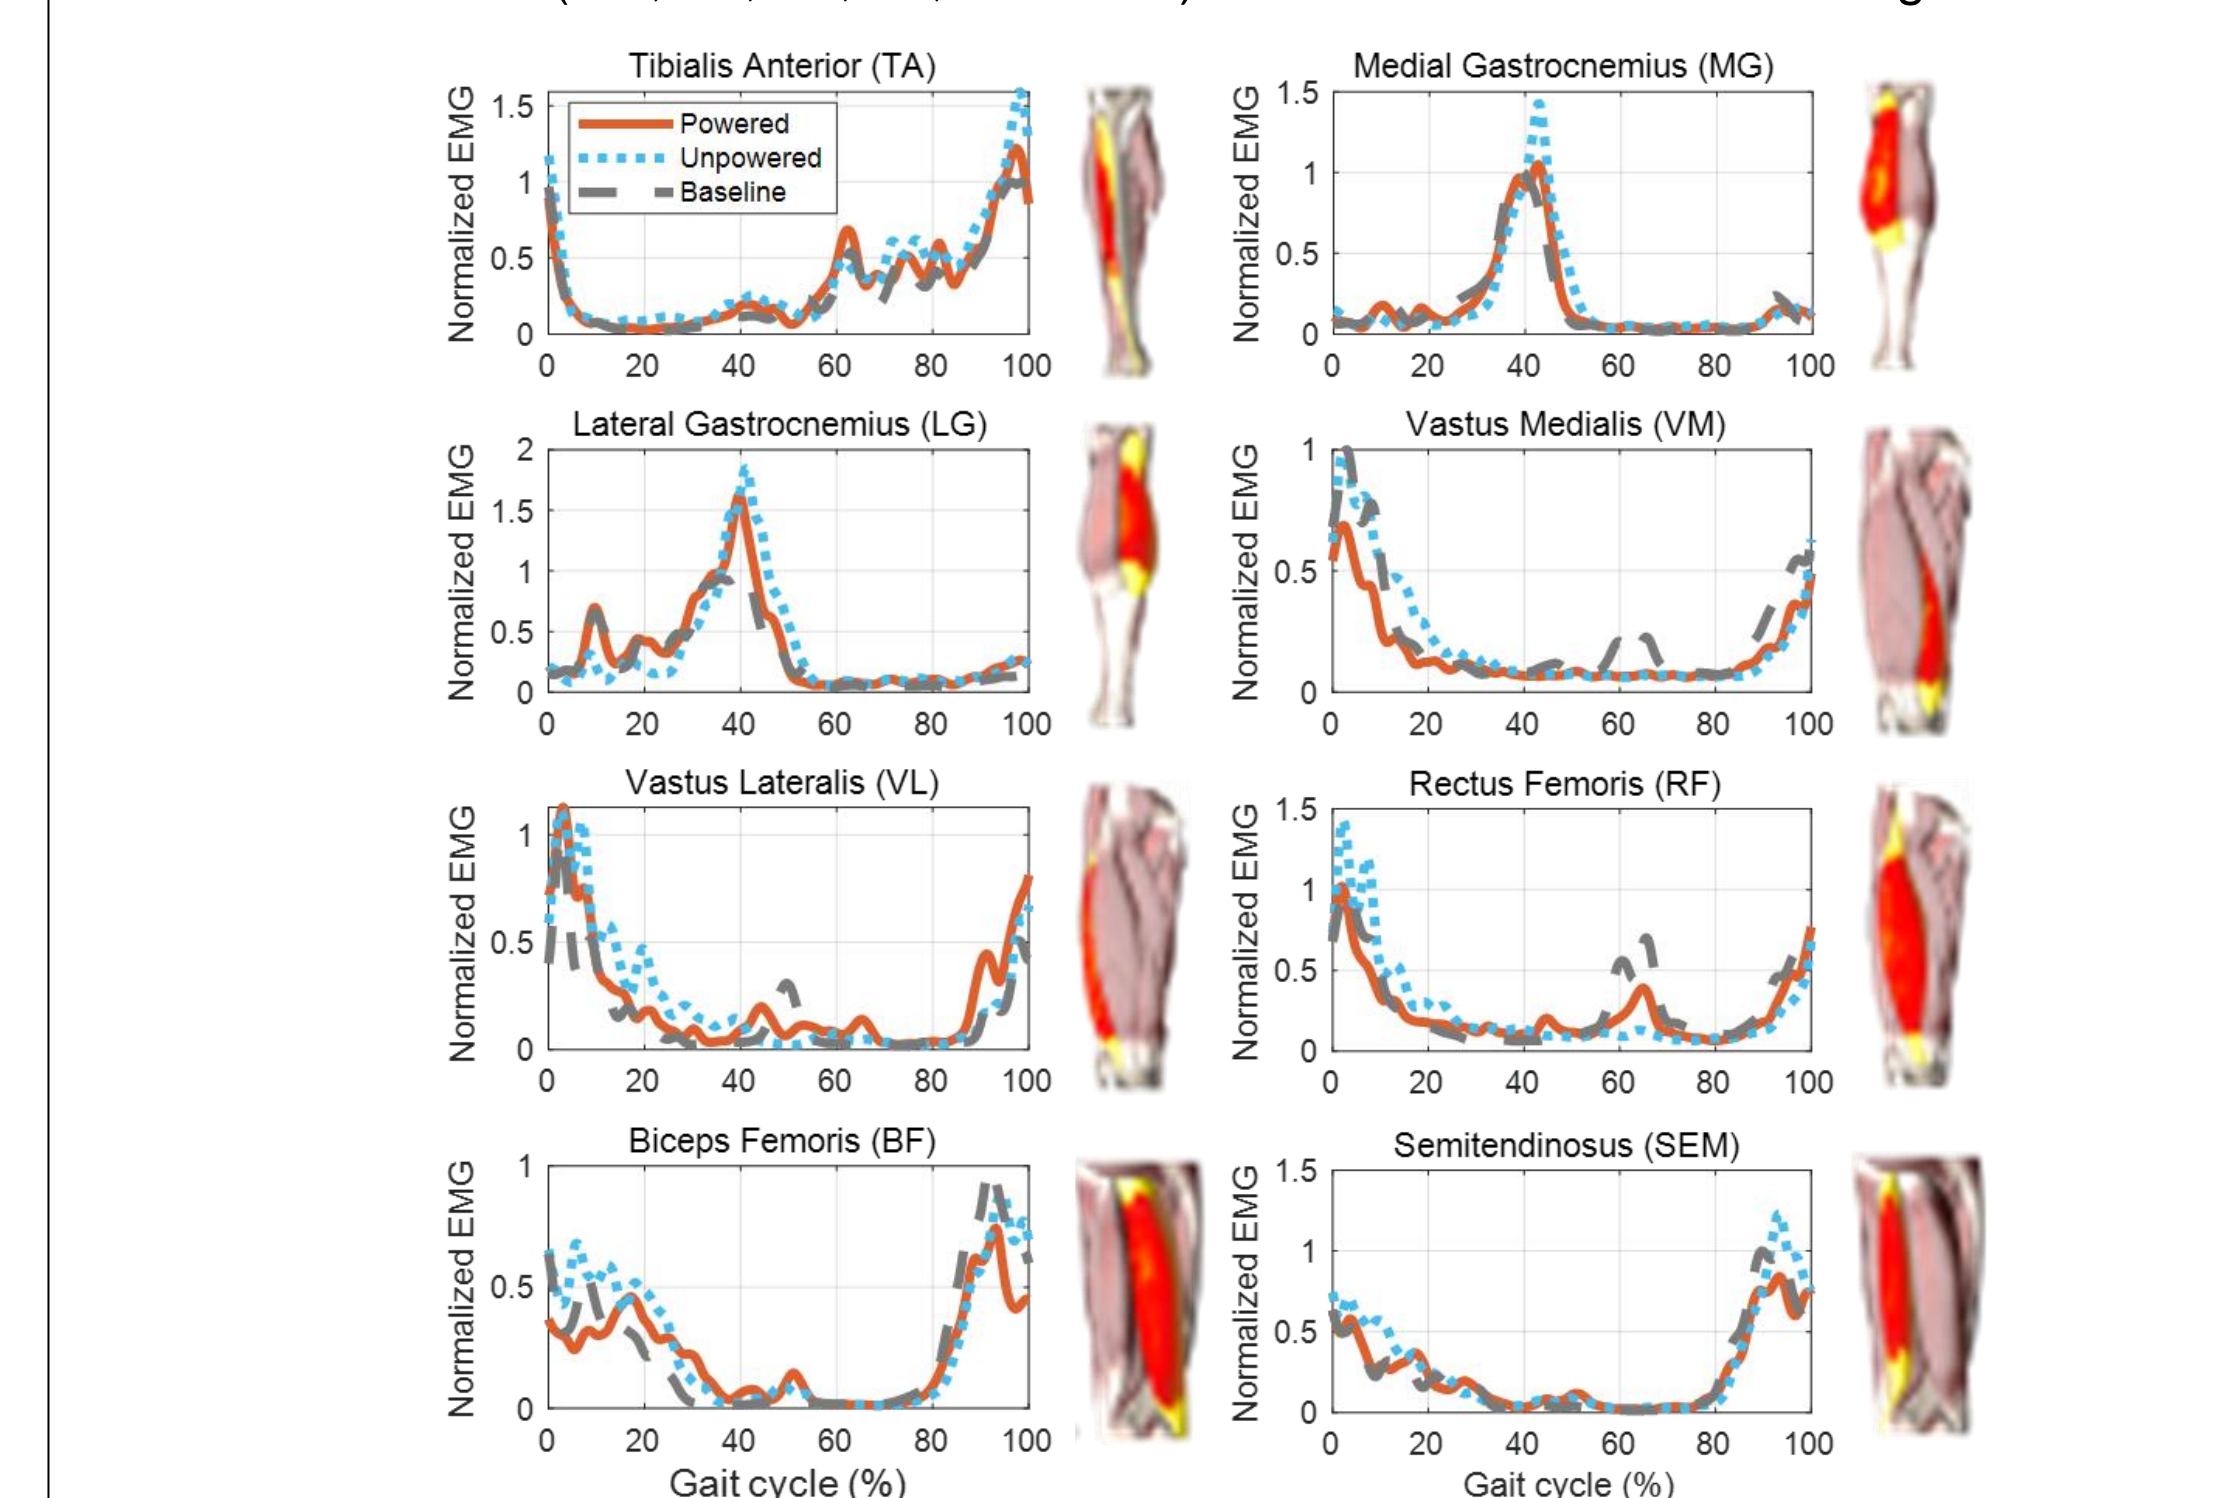 Tibialis Anterior (TA)
Normalized EMG
1.5
1
0.5
0
Powered
Unpowered
Baseline
0 20 40 60 80 100
Medial Gastrocnemius (MG)
Normalized EMG
1.5
1
0.5
0
0 20 40 60 80 100
Lateral Gastrocnemius (LG)
Normalized EMG
2
1.5
1
0.5
0
0 20 40 60 80 100
Vastus Medialis (VM)
Normalized EMG
1
0.5
0
0 20 40 60 80 100
Vastus Lateralis (VL)
Normalized EMG
1
0.5
0
0 20 40 60 80 100
Rectus Femoris (RF)
Normalized EMG
1.5
1
0.5
0
0 20 40 60 80 100
Biceps Femoris (BF)
Normalized EMG
1
0.5
0
0 20 40 60 80 100
Gait cycle (%)
Semitendinosus (SEM)
Normalized EMG
1.5
1
0.5
0
0 20 40 60 80 100
Gait cycle (%)